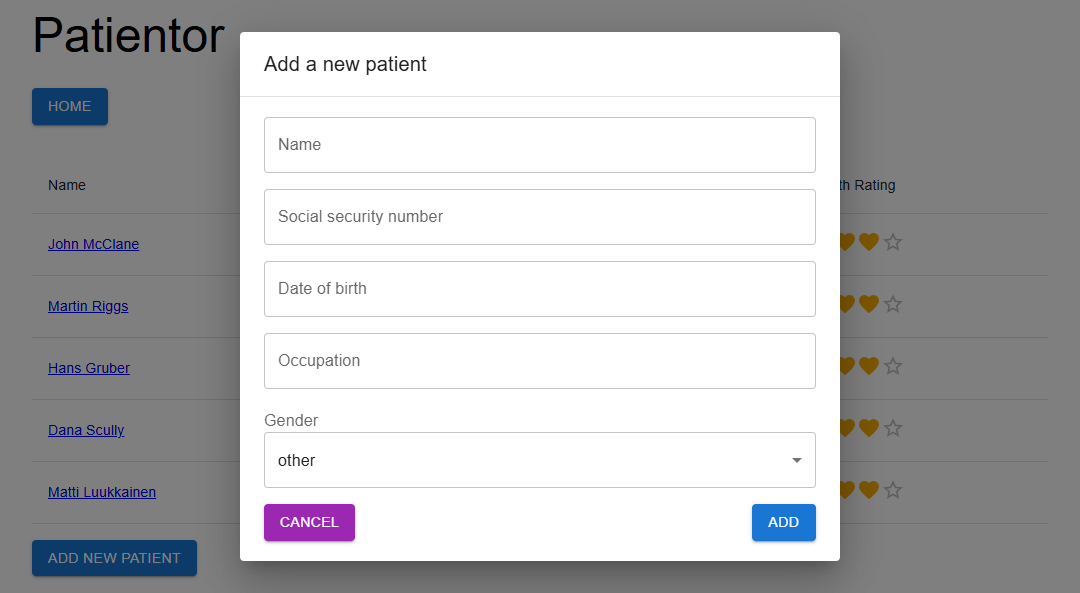 Patientor
HOME
Name
th Rating
John McClane
Martin Riggs
Hans Gruber
Dana Scully
Matti Luukkainen
ADD NEW PATIENT
Add a new patient
Name
Social security number
Date of birth
Occupation
Gender
other
CANCEL
ADD